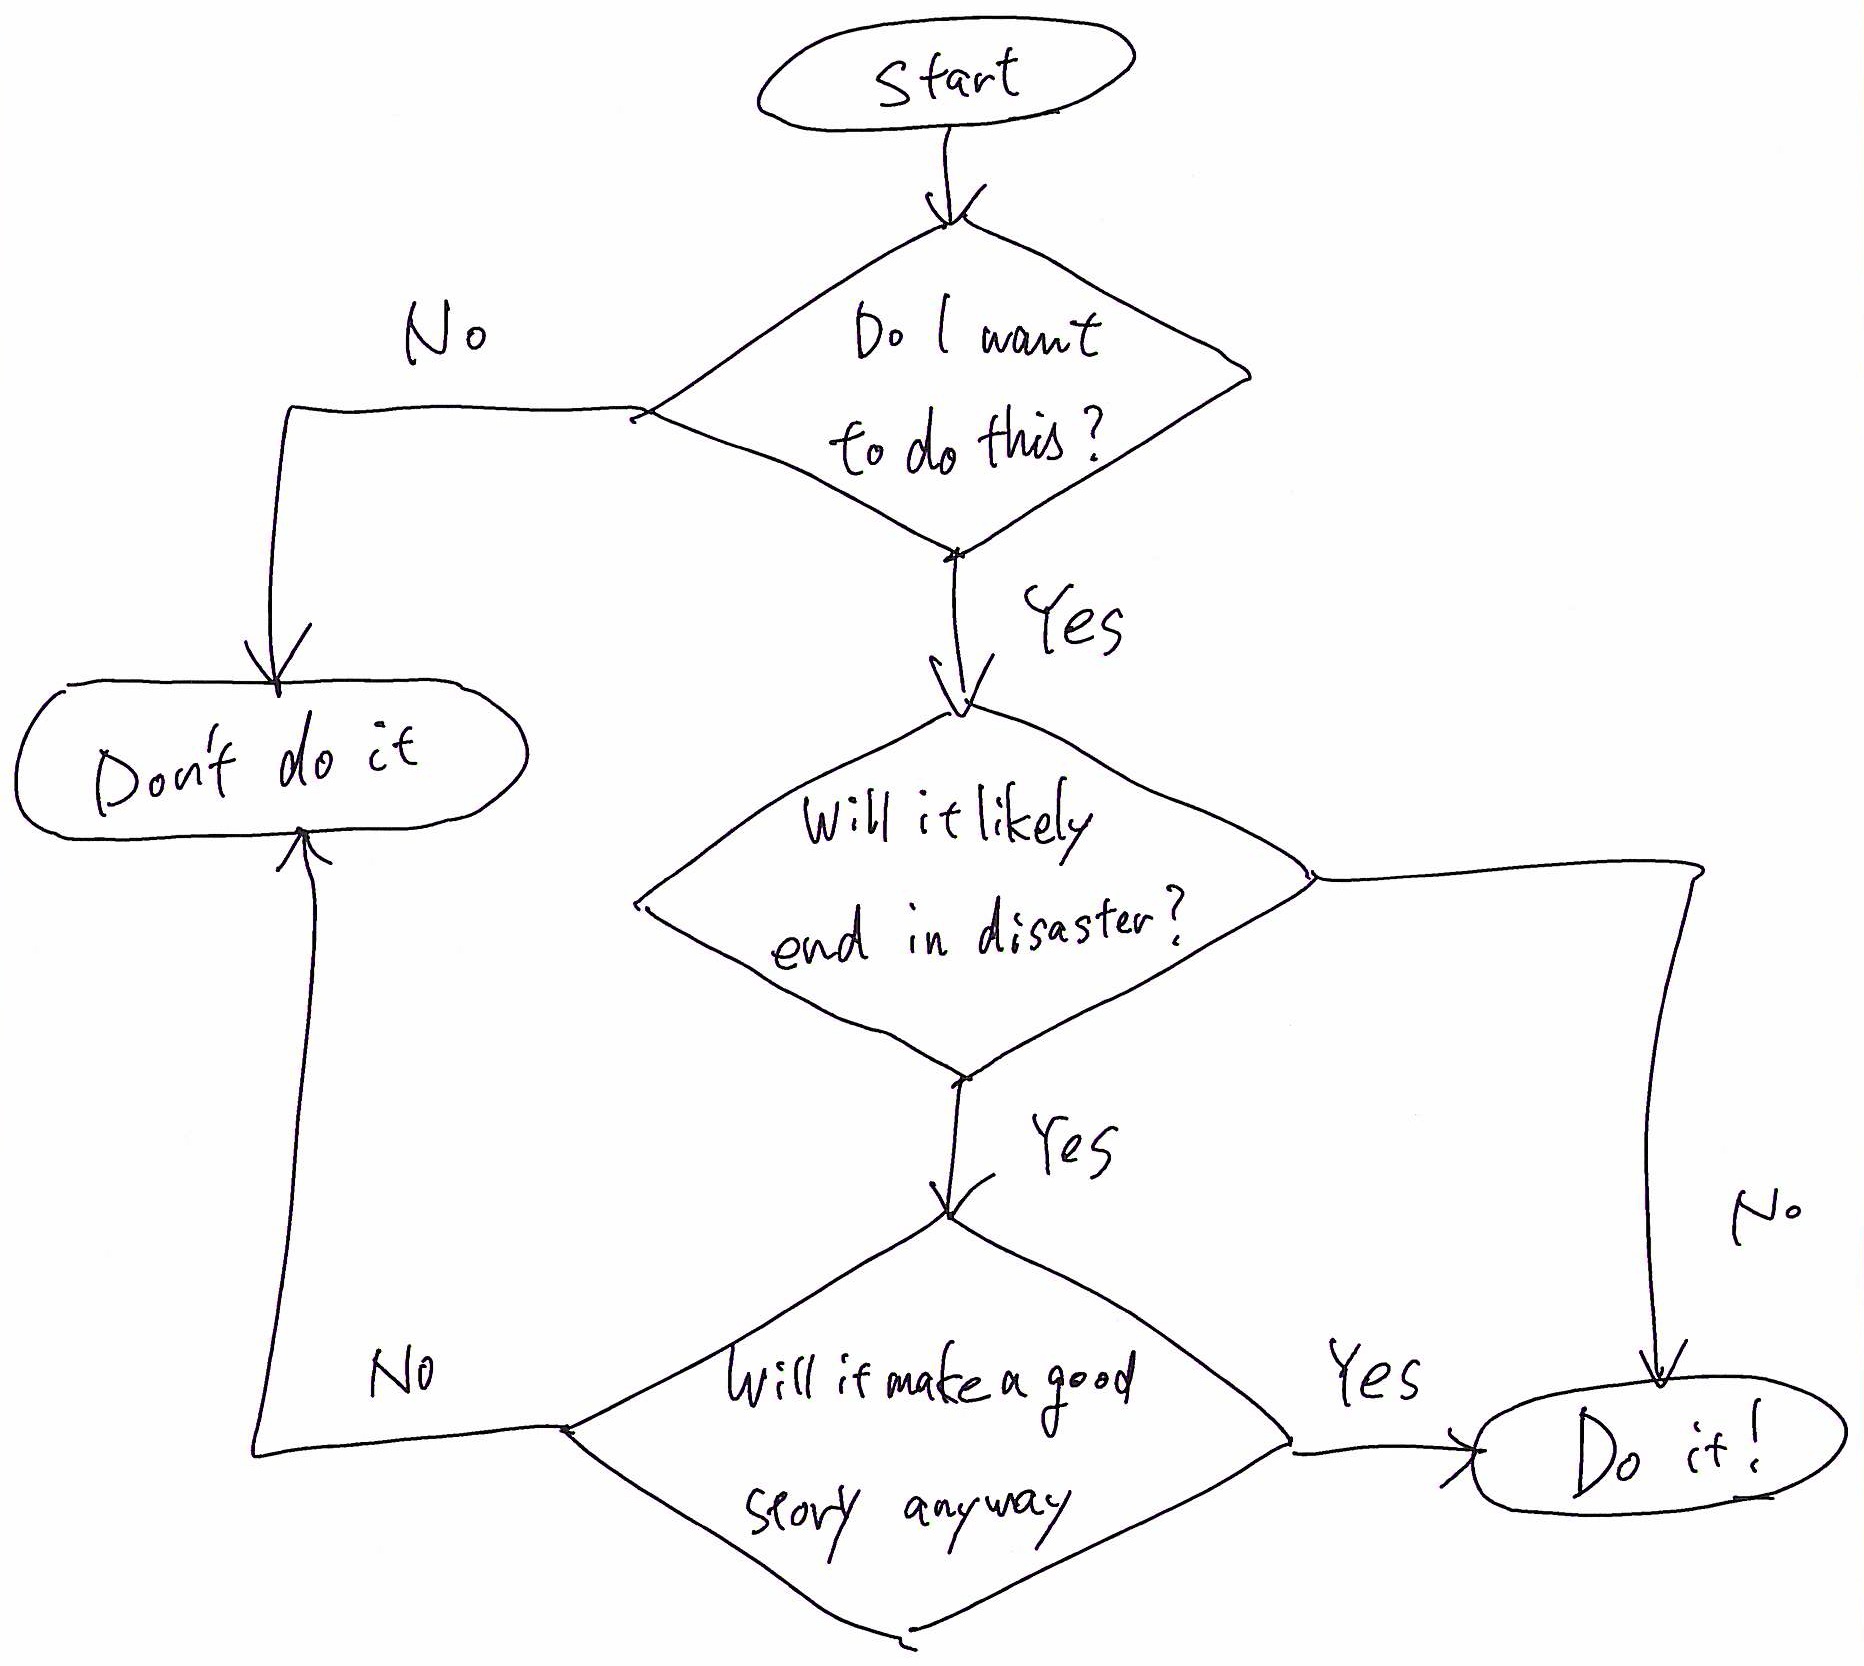 Start
No
Do I want
to do this?
Yes
Don't do it
Will it likely
end in disaster?
Yes
No
No
Will it make a good
story anyway
Yes
Do it!